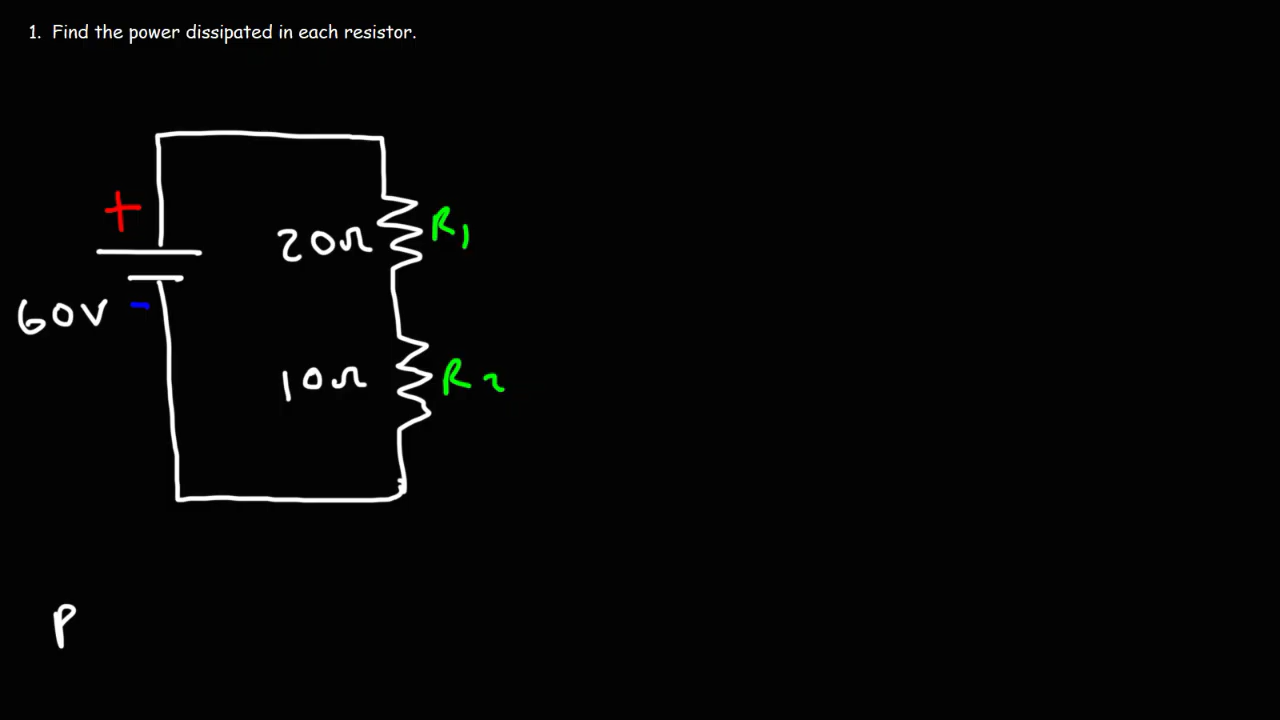 1. Find the power dissipated in each resistor.
+
20Ω R1
60V -
10Ω R2
P